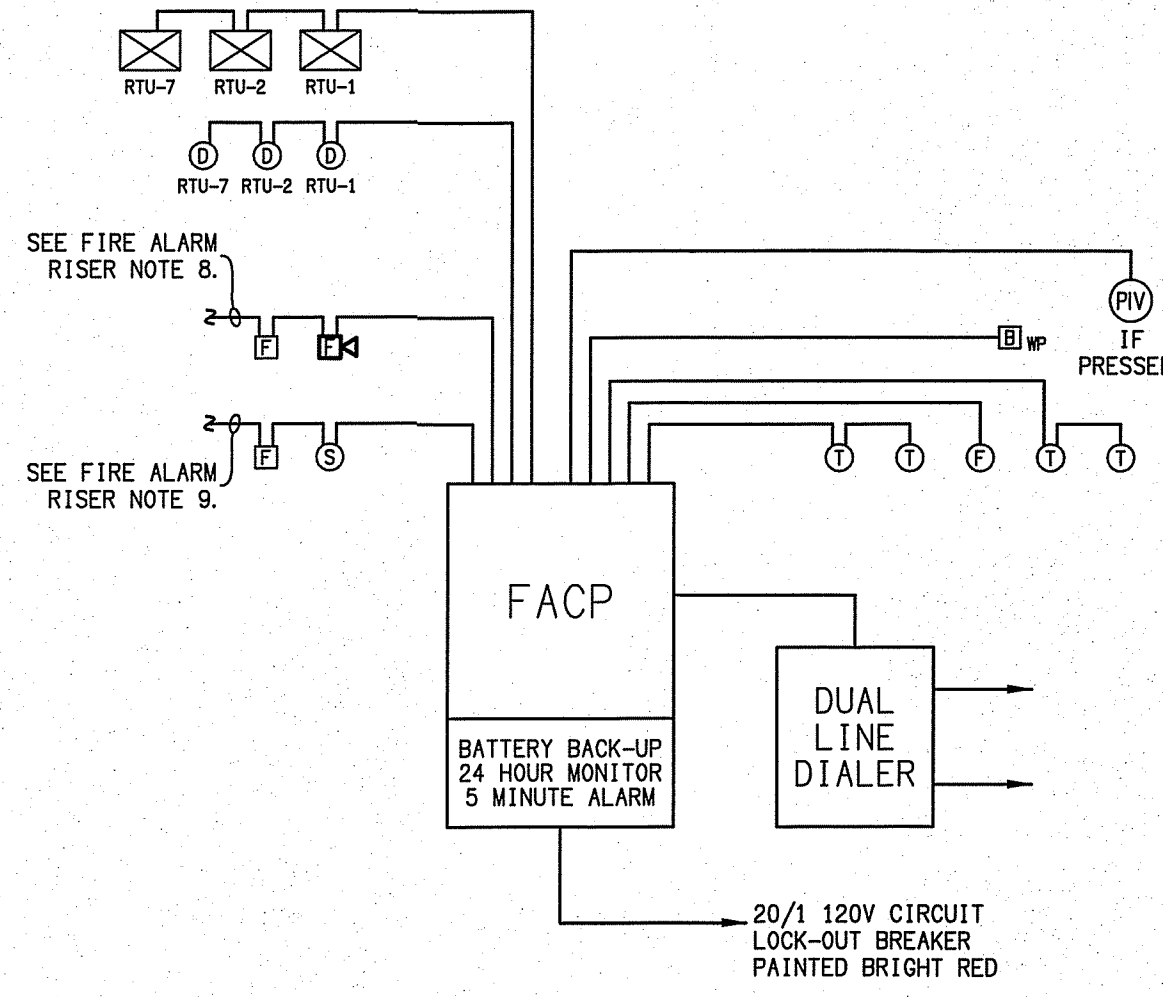 RTU-7 RTU-2 RTU-1
D D D
RTU-7 RTU-2 RTU-1
SEE FIRE ALARM
RISER NOTE 8.
F F
PIV
IF
B WP
F S
SEE FIRE ALARM
RISER NOTE 9.
T T F T T
FACP
BATTERY BACK-UP
24 HOUR MONITOR
5 MINUTE ALARM
DUAL
LINE
DIALER
20/1 120V CIRCUIT
LOCK-OUT BREAKER
PAINTED BRIGHT RED